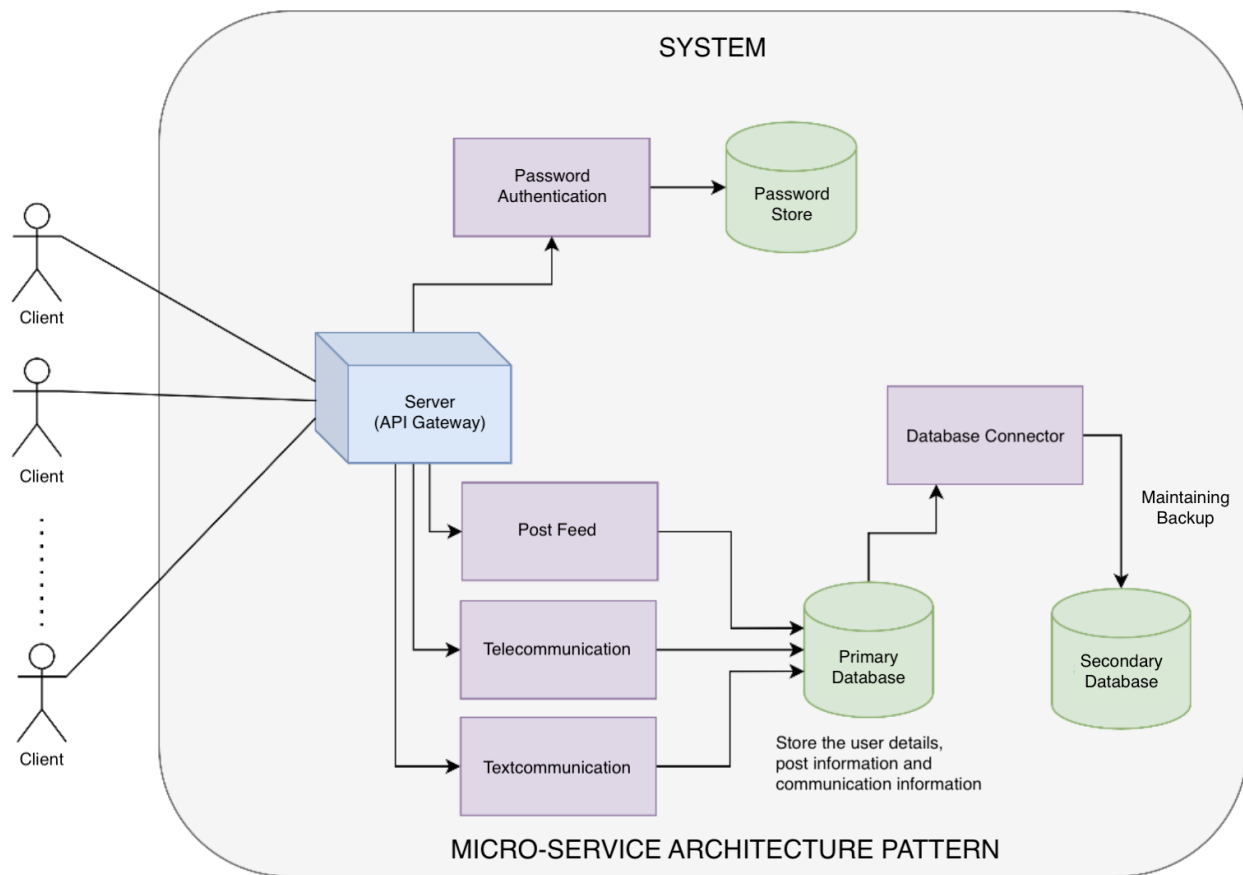 SYSTEM
Password
Authentication
Password
Store
Client
Server
(API Gateway)
Client
Database Connector
Maintaining
Backup
Post Feed
Telecommunication
Primary
Database
Secondary
Database
Client
Textcommunication
Store the user details,
post information and
communication information
MICRO-SERVICE ARCHITECTURE PATTERN